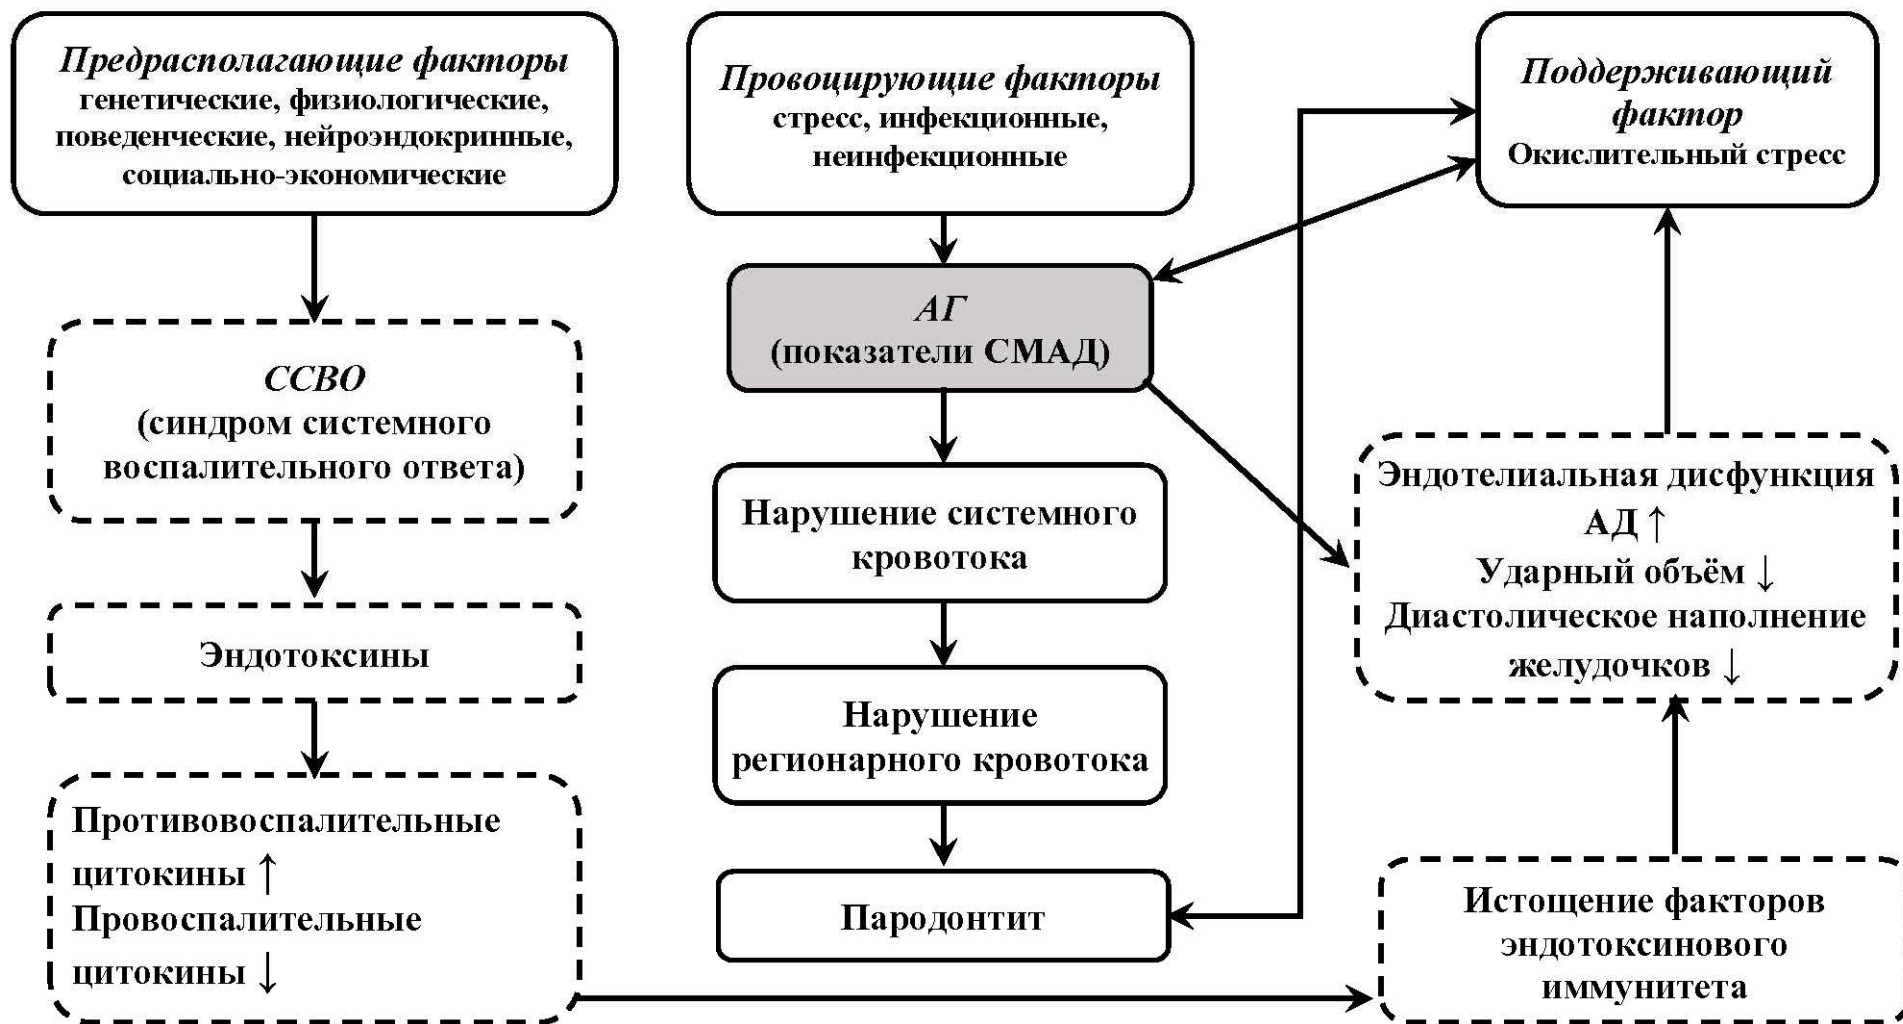 Предрасполагающие факторы
генетические, физиологические,
поведенческие, нейроэндокринные,
социально-экономические
Провоцирующие факторы
стресс, инфекционные,
неинфекционные
Поддерживающий
фактор
Окислительный стресс
АГ
(показатели СМАД)
ССВО
(синдром системного
воспалительного ответа)
Нарушение системного
кровотока
Эндотелиальная дисфункция
АД ↑
Ударный объём ↓
Диастолическое наполнение
желудочков ↓
Эндотоксины
Нарушение
регионарного кровотока
Противовоспалительные
цитокины ↑
Провоспалительные
цитокины ↓
Пародонтит
Истощение факторов
эндотоксинового
иммунитета